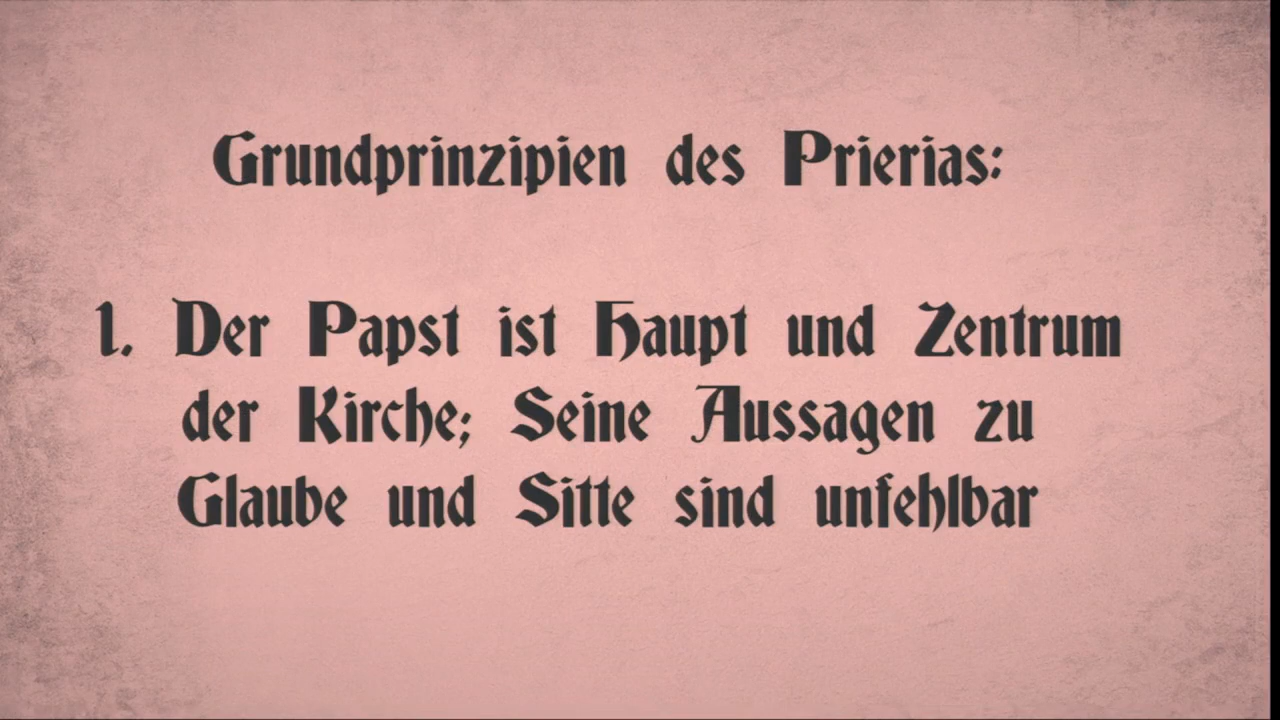 Grundprinzipien des Prierias:
1. Der Papst ist Haupt und Zentrum
der Kirche; Seine Aussagen zu
Glaube und Sitte sind unfehlbar